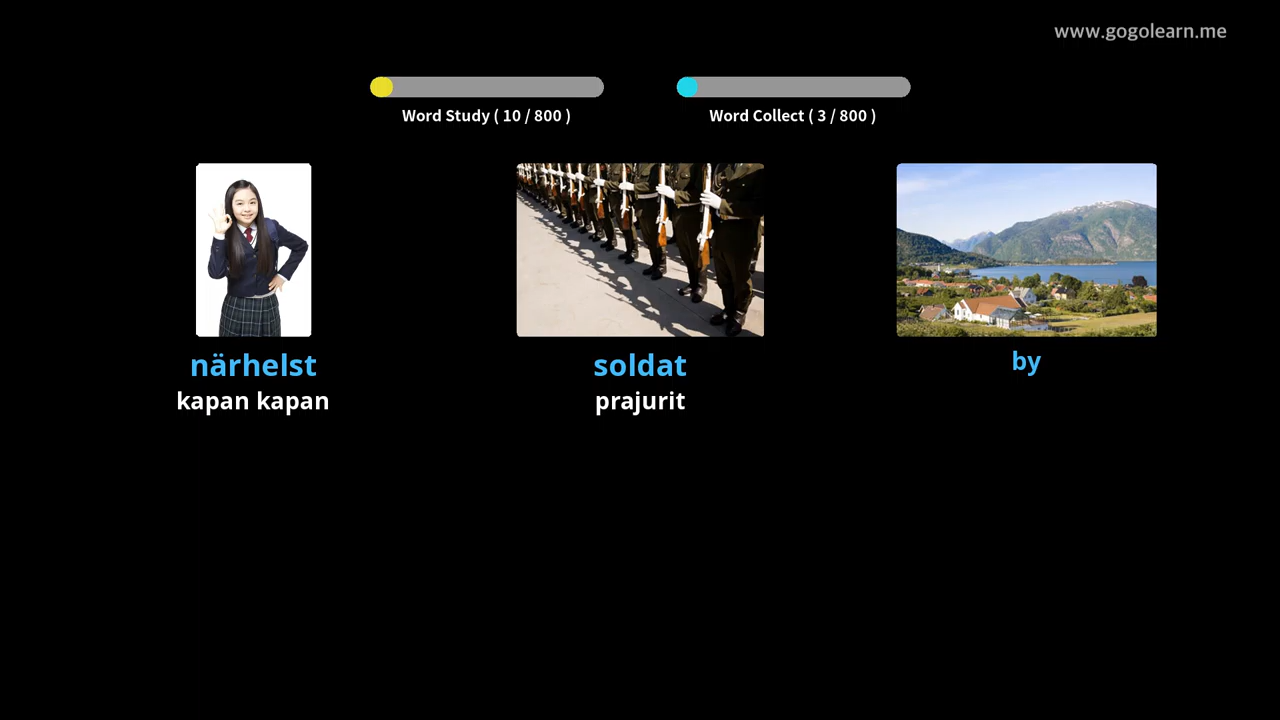 www.gogolearn.me
Word Study ( 10 / 800 )
Word Collect ( 3 / 800 )
närhelst
kapan kapan
soldat
prajurit
by